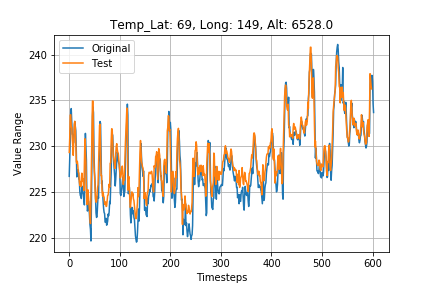 Temp_Lat: 69, Long: 149, Alt: 6528.0
Original
Test
Value Range
240
235
230
225
220
0 100 200 300 400 500 600
Timesteps